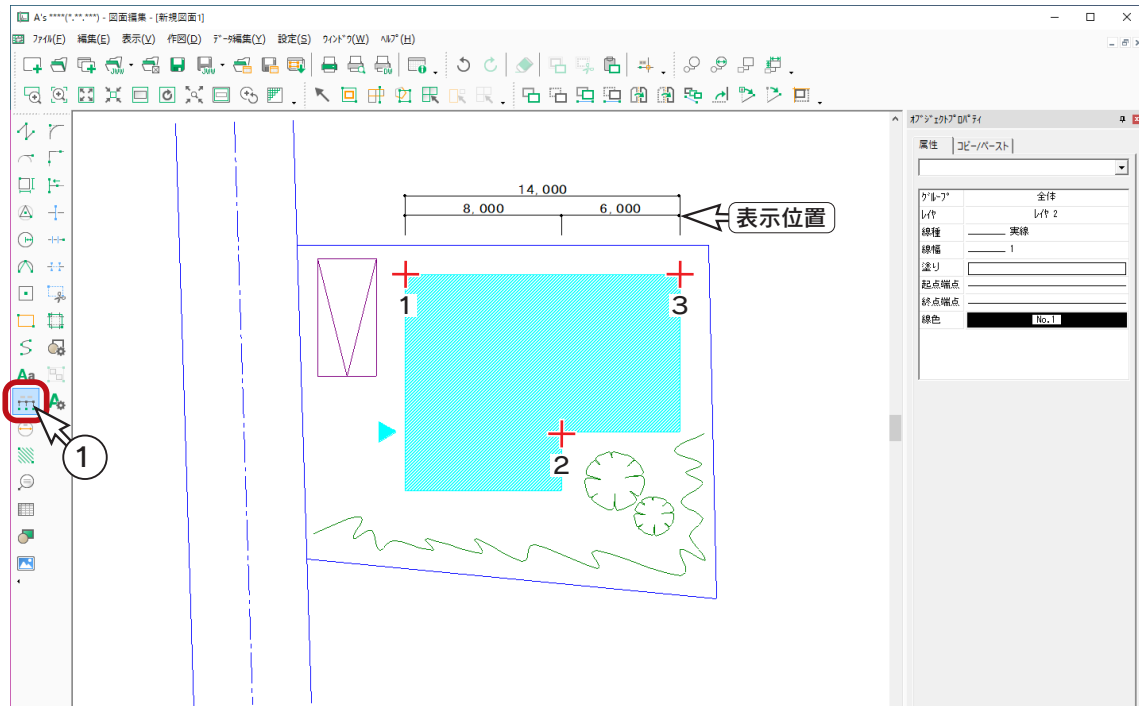 A's ****(*.**.***) - 図面編集 - [新規図面1]
ﾌｧｲﾙ(F) 編集(E) 表示(V) 作図(D) ﾃﾞｰﾀ編集(Y) 設定(S) ｳｨﾝﾄﾞｳ(W) ﾍﾙﾌﾟ(H)
JWW
JWW
DW
ｵﾌﾞｼﾞｪｸﾄﾌﾟﾛﾊﾟﾃｨ
属性 ｺﾋﾟｰ/ﾍﾟｰｽﾄ
ｸﾞﾙｰﾌﾟ 全体
ﾚｲﾔ ﾚｲﾔ 2
線種 実線
線幅 1
塗り
起点端点
終点端点
線色 No.1
14,000
8,000 6,000
表示位置
1
3
2
Aa
A
1